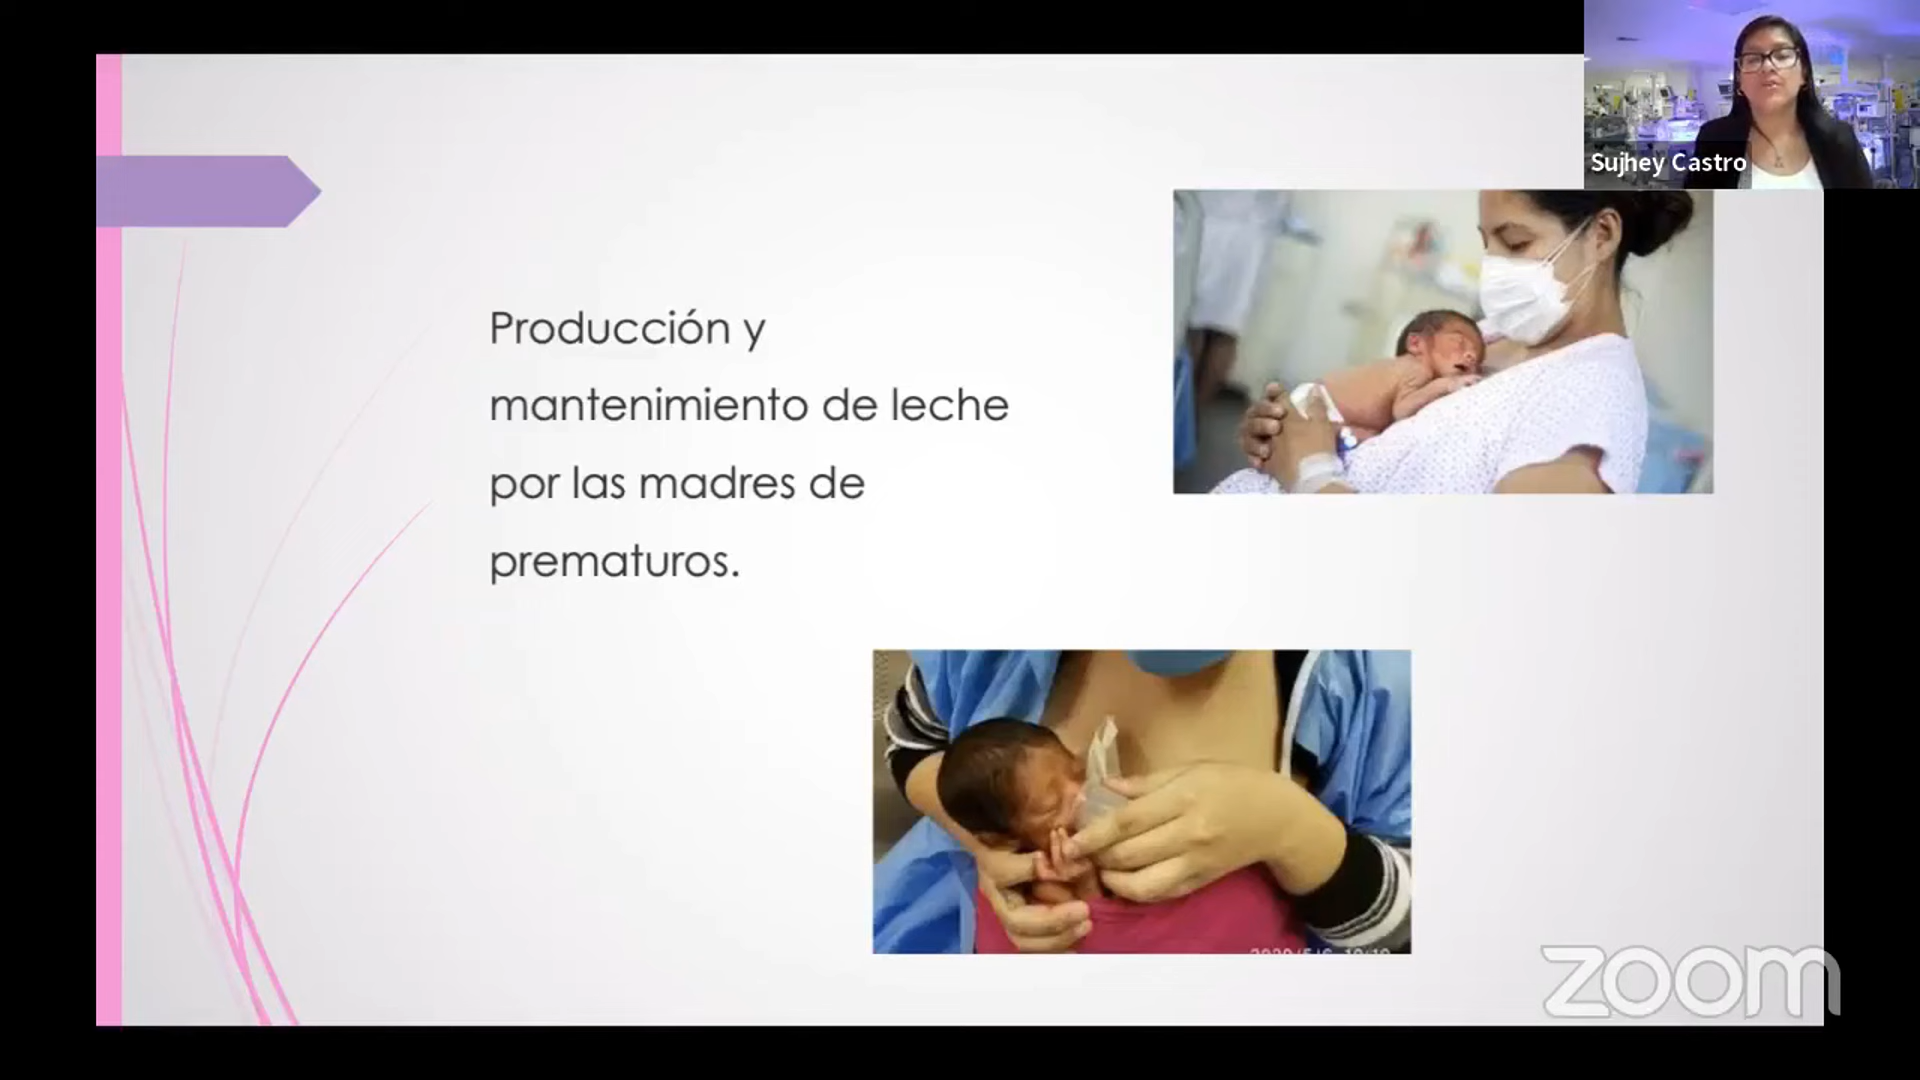 Sujhey Castro
Producción y
mantenimiento de leche
por las madres de
prematuros.
zoom